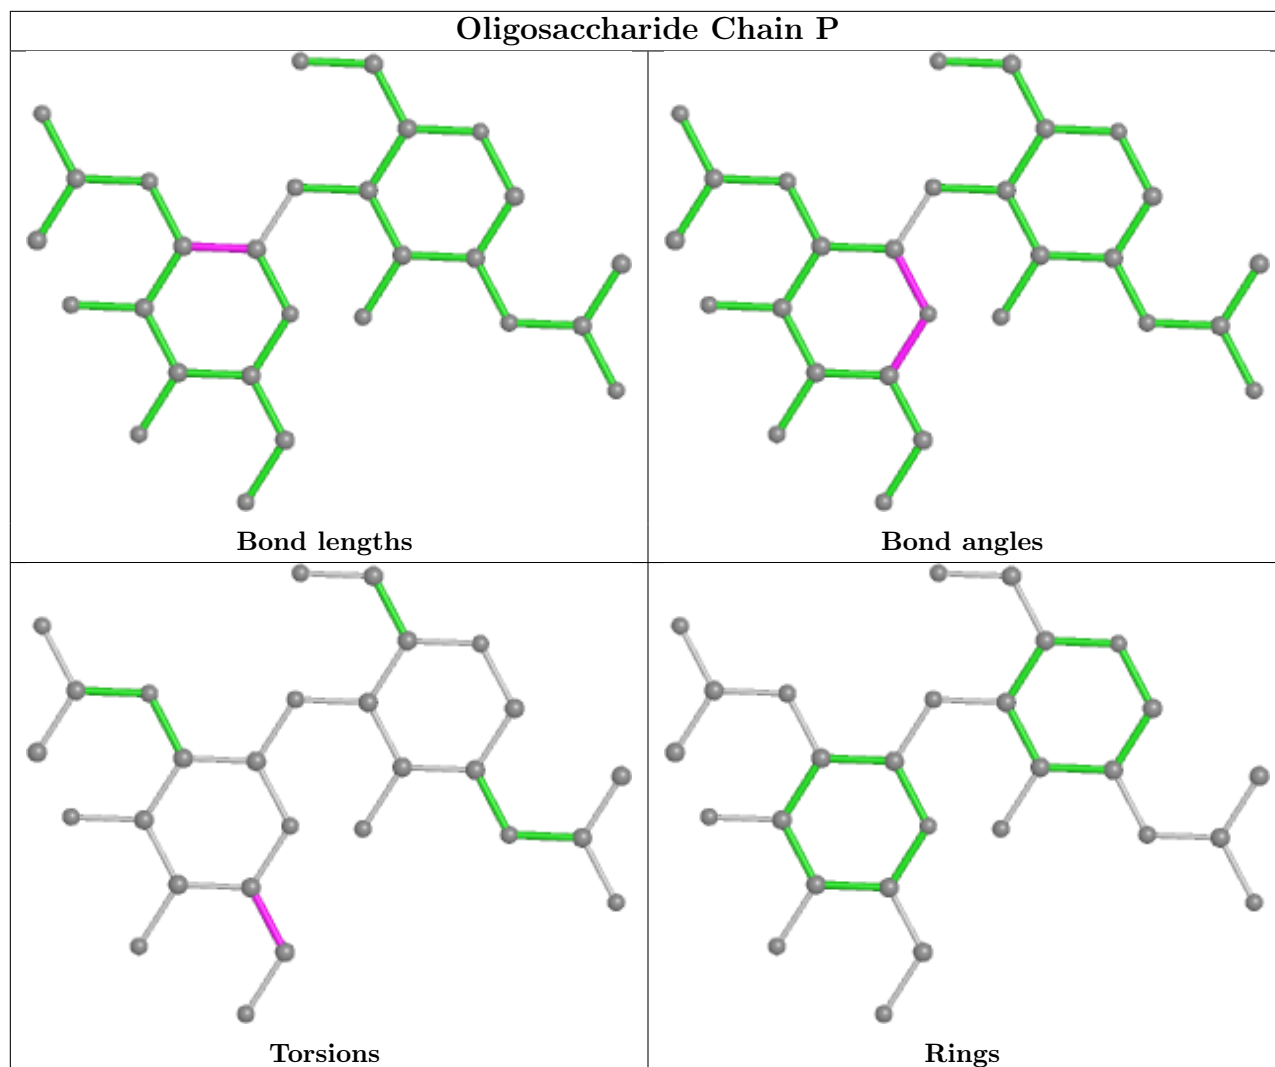 Oligosaccharide Chain P
Bond lengths
Bond angles
Torsions
Rings